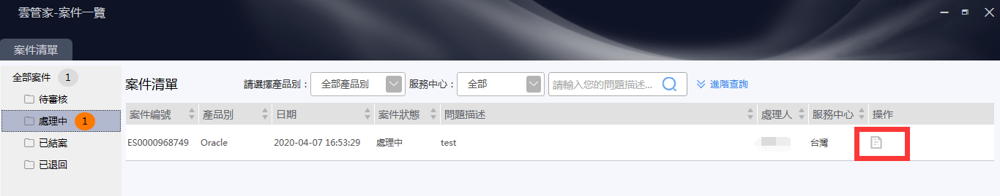 雲管家-案件一覽
案件清單
全部案件 1
待審核
處理中 1
已結案
已退回
案件清單 請選擇產品別： 全部產品別 服務中心： 全部 請輸入您的問題描述... 進階查詢
案件編號 產品別 日期 案件狀態 問題描述 處理人 服務中心 操作
ES0000968749 Oracle 2020-04-07 16:53:29 處理中 test 台灣